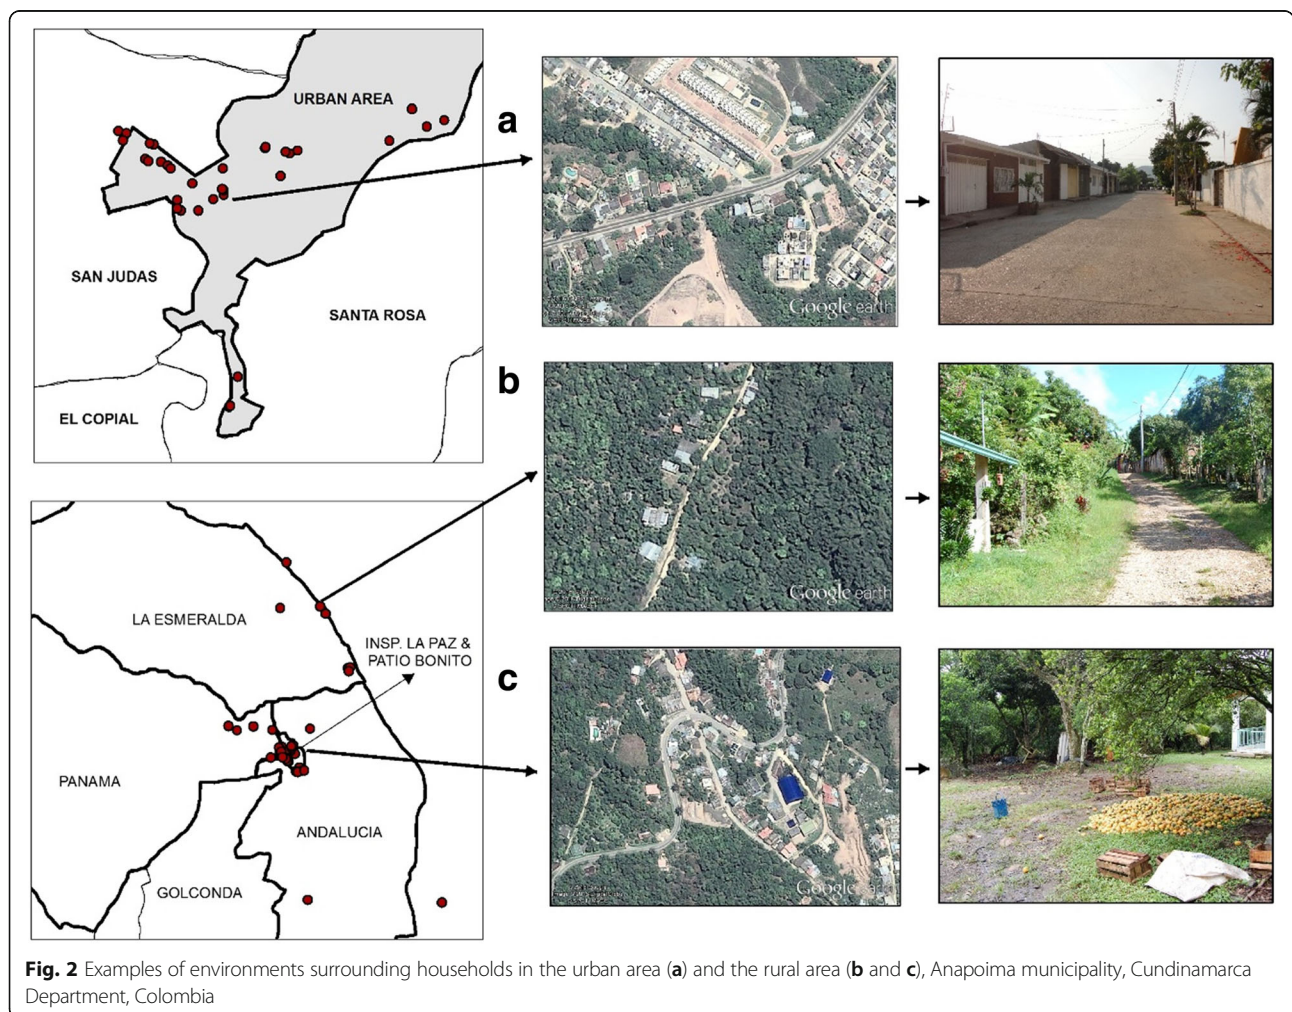 URBAN AREA
a
SAN JUDAS
SANTA ROSA
EL COPIAL
Google earth
b
LA ESMERALDA
INSP. LA PAZ &
PATIO BONITO
Google earth
c
PANAMA
ANDALUCIA
GOLCONDA
Google earth
Fig. 2 Examples of environments surrounding households in the urban area (a) and the rural area (b and c), Anapoima municipality, Cundinamarca
Department, Colombia